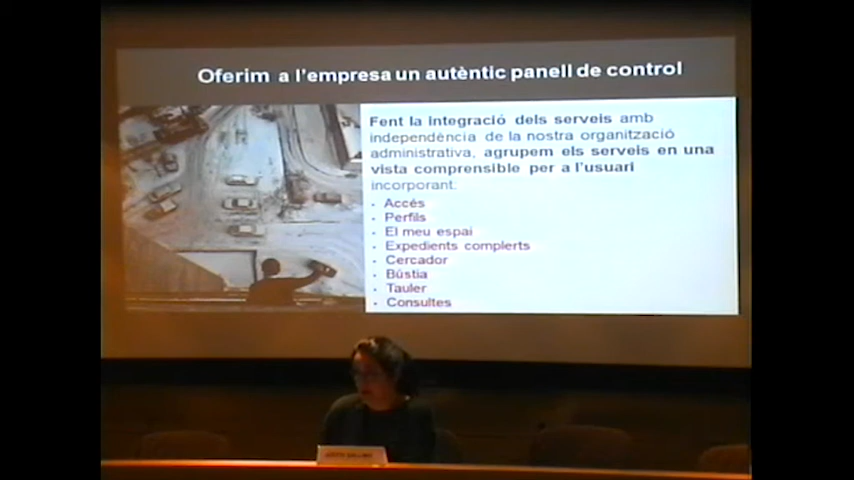 Oferim a l'empresa un autèntic panell de control
Fent la integració dels serveis amb
independència de la nostra organització
administrativa, agrupem els serveis en una
vista comprensible per a l'usuari
incorporant:
• Accés
• Perfils
• El meu espai
• Expedients complerts
• Cercador
• Bústia
• Tauler
• Consultes